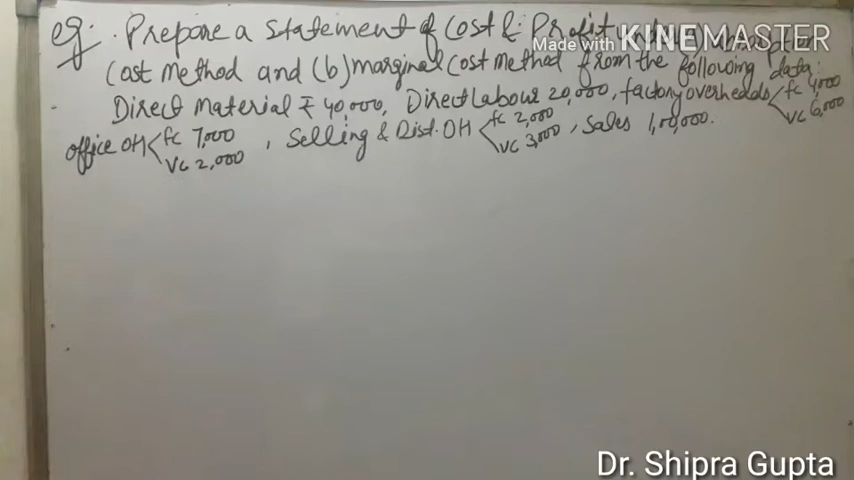 eg:. Prepare a statement of Cost & Profit
Made with KINEMASTER
Cost method and (b) marginal Cost method from the following data:
Direct Material ₹ 40,000, Direct Labour 20,000, factory overheads < fc 4,000
vc 6,000
office OH < fc 7,000 , Selling & Dist. OH < fc 2,000 , Sales 1,00,000.
vc 2,000 vc 3,000
Dr. Shipra Gupta